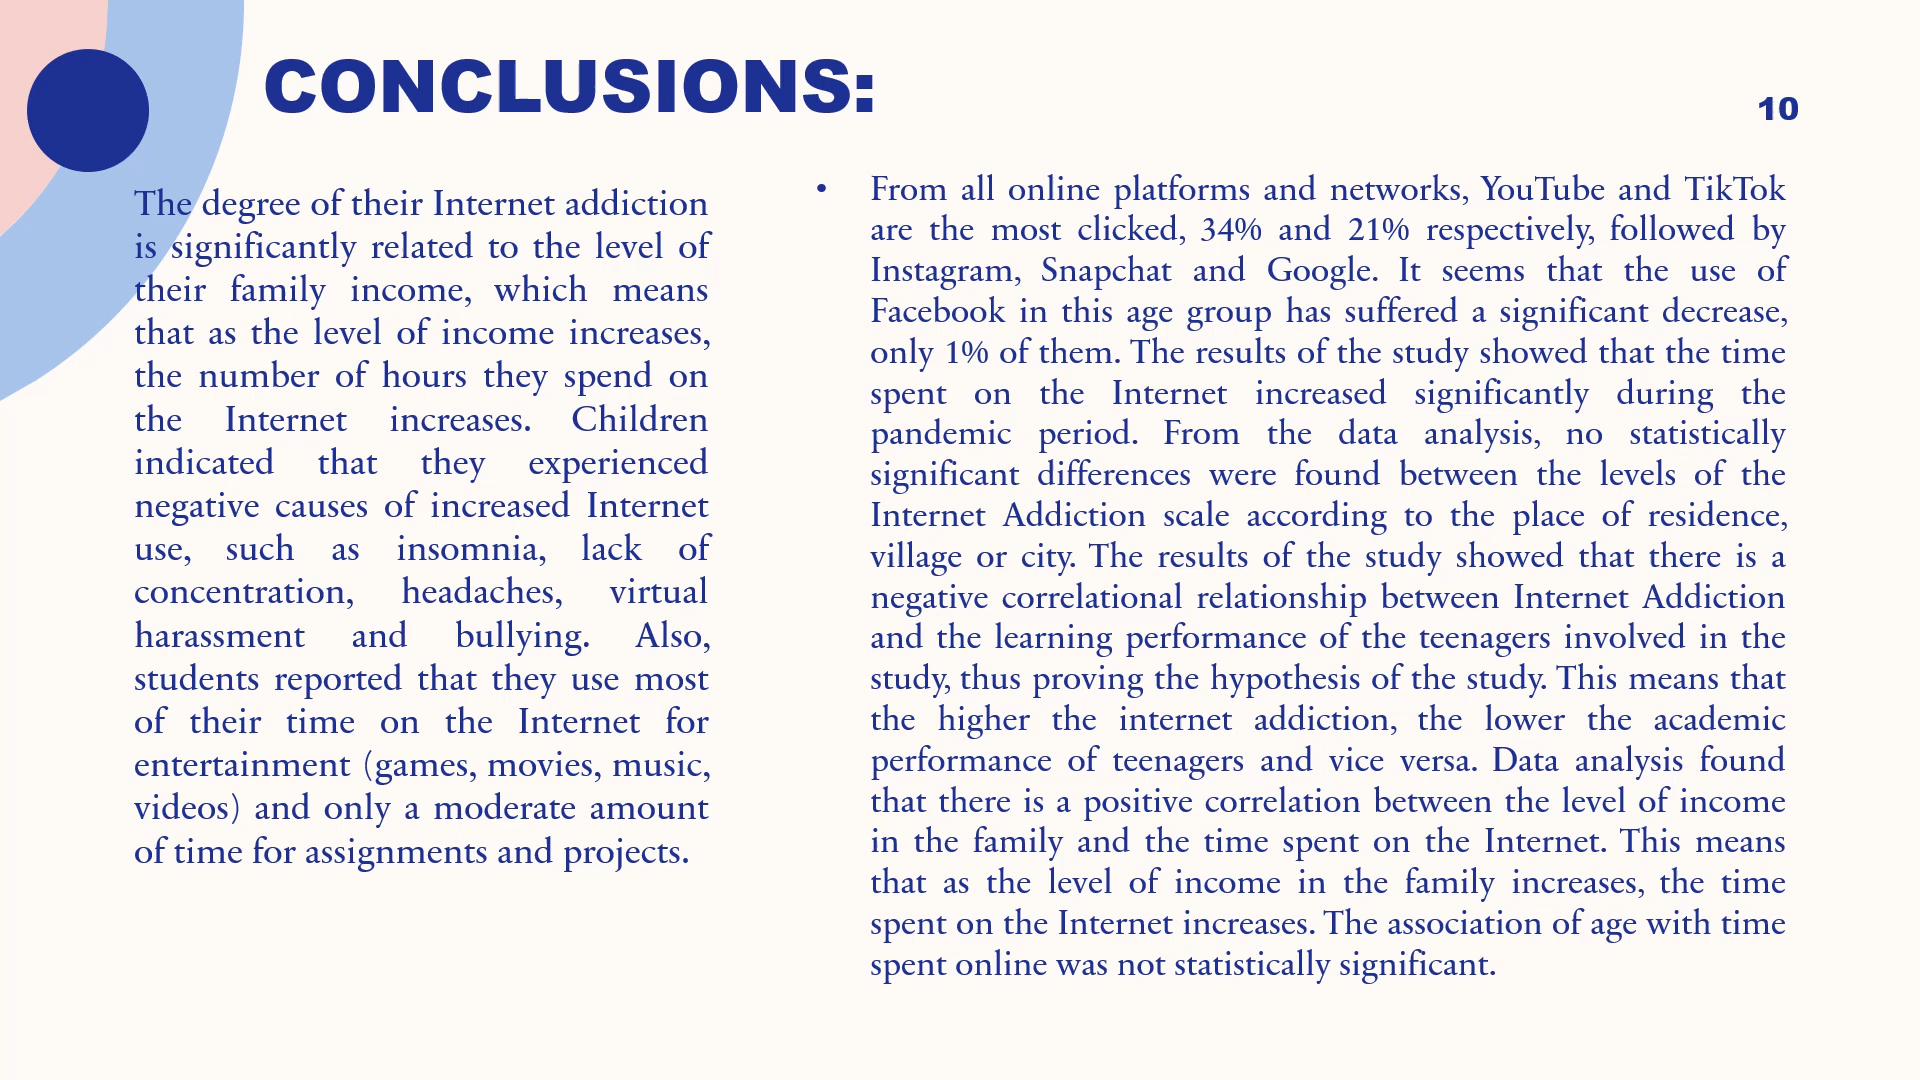 CONCLUSIONS:
10
The degree of their Internet addiction
is significantly related to the level of
their family income, which means
that as the level of income increases,
the number of hours they spend on
the Internet increases. Children
indicated that they experienced
negative causes of increased Internet
use, such as insomnia, lack of
concentration, headaches, virtual
harassment and bullying. Also,
students reported that they use most
of their time on the Internet for
entertainment (games, movies, music,
videos) and only a moderate amount
of time for assignments and projects.
• From all online platforms and networks, YouTube and TikTok
are the most clicked, 34% and 21% respectively, followed by
Instagram, Snapchat and Google. It seems that the use of
Facebook in this age group has suffered a significant decrease,
only 1% of them. The results of the study showed that the time
spent on the Internet increased significantly during the
pandemic period. From the data analysis, no statistically
significant differences were found between the levels of the
Internet Addiction scale according to the place of residence,
village or city. The results of the study showed that there is a
negative correlational relationship between Internet Addiction
and the learning performance of the teenagers involved in the
study, thus proving the hypothesis of the study. This means that
the higher the internet addiction, the lower the academic
performance of teenagers and vice versa. Data analysis found
that there is a positive correlation between the level of income
in the family and the time spent on the Internet. This means
that as the level of income in the family increases, the time
spent on the Internet increases. The association of age with time
spent online was not statistically significant.